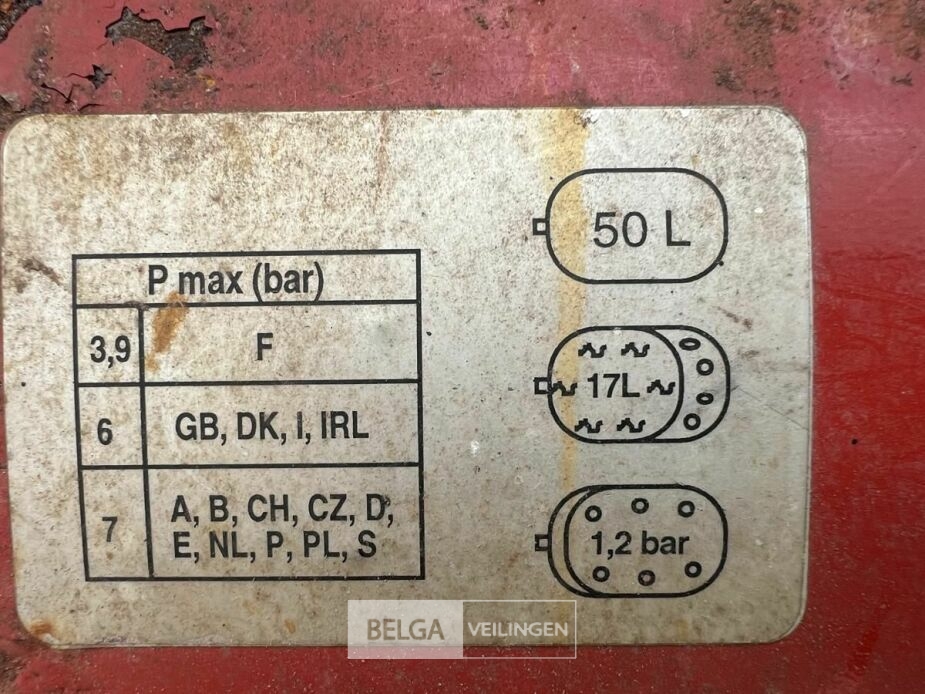 P max (bar)
3,9 F
6 GB, DK, I, IRL
7 A, B, CH, CZ, D,
E, NL, P, PL, S
50 L
17L
1,2 bar
BELGA VEILINGEN